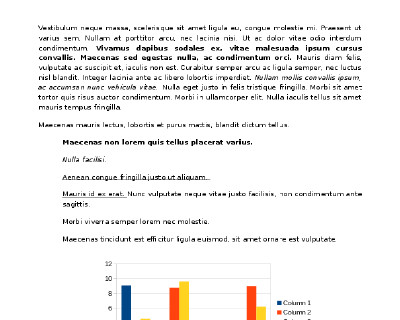 Vestibulum neque massa, scelerisque sit amet ligula eu, congue molestie mi. Praesent ut
varius sem. Nullam at porttitor arcu, nec lacinia nisi. Ut ac dolor vitae odio interdum
condimentum. Vivamus dapibus sodales ex, vitae malesuada ipsum cursus
convallis. Maecenas sed egestas nulla, ac condimentum orci. Mauris diam felis,
vulputate ac suscipit et, iaculis non est. Curabitur semper arcu ac ligula semper, nec luctus
nisl blandit. Integer lacinia ante ac libero lobortis imperdiet. Nullam mollis convallis ipsum,
ac accumsan nunc vehicula vitae. Nulla eget justo in felis tristique fringilla. Morbi sit amet
tortor quis risus auctor condimentum. Morbi in ullamcorper elit. Nulla iaculis tellus sit amet
mauris tempus fringilla.
Maecenas mauris lectus, lobortis et purus mattis, blandit dictum tellus.
Maecenas non lorem quis tellus placerat varius.
Nulla facilisi.
Aenean congue fringilla justo ut aliquam.
Mauris id ex erat. Nunc vulputate neque vitae justo facilisis, non condimentum ante
sagittis.
Morbi viverra semper lorem nec molestie.
Maecenas tincidunt est efficitur ligula euismod, sit amet ornare est vulputate.
12
10
8
6
Column 1
Column 2